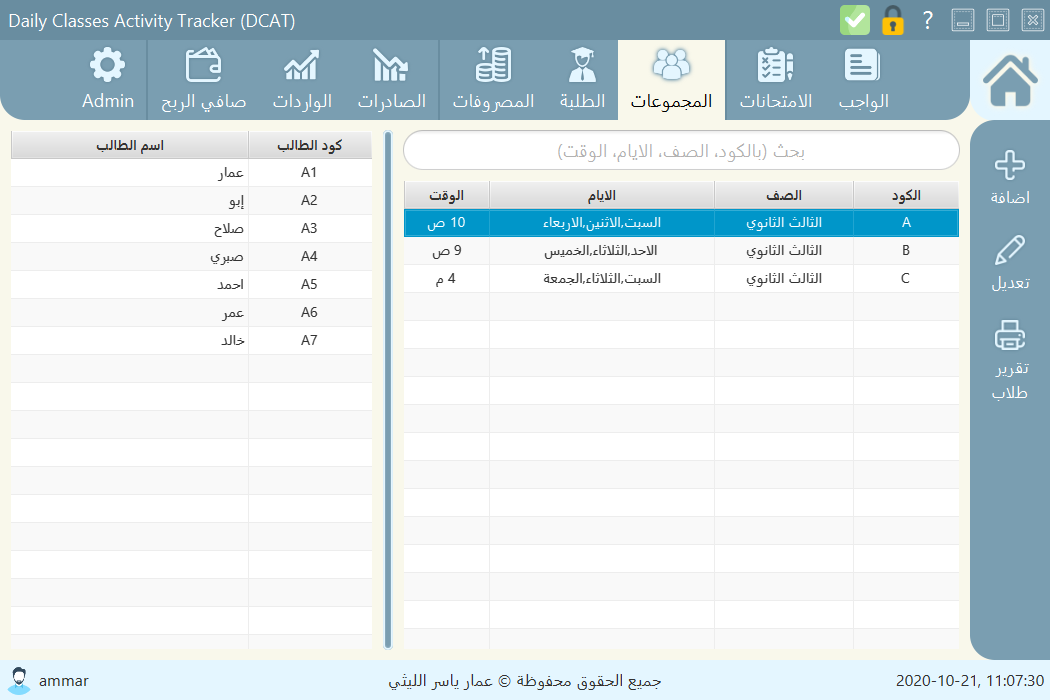 Daily Classes Activity Tracker (DCAT)
?
الواجب
الامتحانات
المجموعات
الطلبة
المصروفات
الصادرات
الواردات
صافي الربح
Admin
اضافة
تعديل
تقرير
طلاب
بحث (بالكود، الصف، الايام، الوقت)
الكود الصف الايام الوقت
A الثالث الثانوي السبت,الاثنين,الاربعاء 10 ص
B الثالث الثانوي الاحد,الثلاثاء,الخميس 9 ص
C الثالث الثانوي السبت,الثلاثاء,الجمعة 4 م
كود الطالب اسم الطالب
A1 عمار
A2 إبو
A3 صلاح
A4 صبري
A5 احمد
A6 عمر
A7 خالد
ammar
جميع الحقوق محفوظة © عمار ياسر الليثي
2020-10-21, 11:07:30